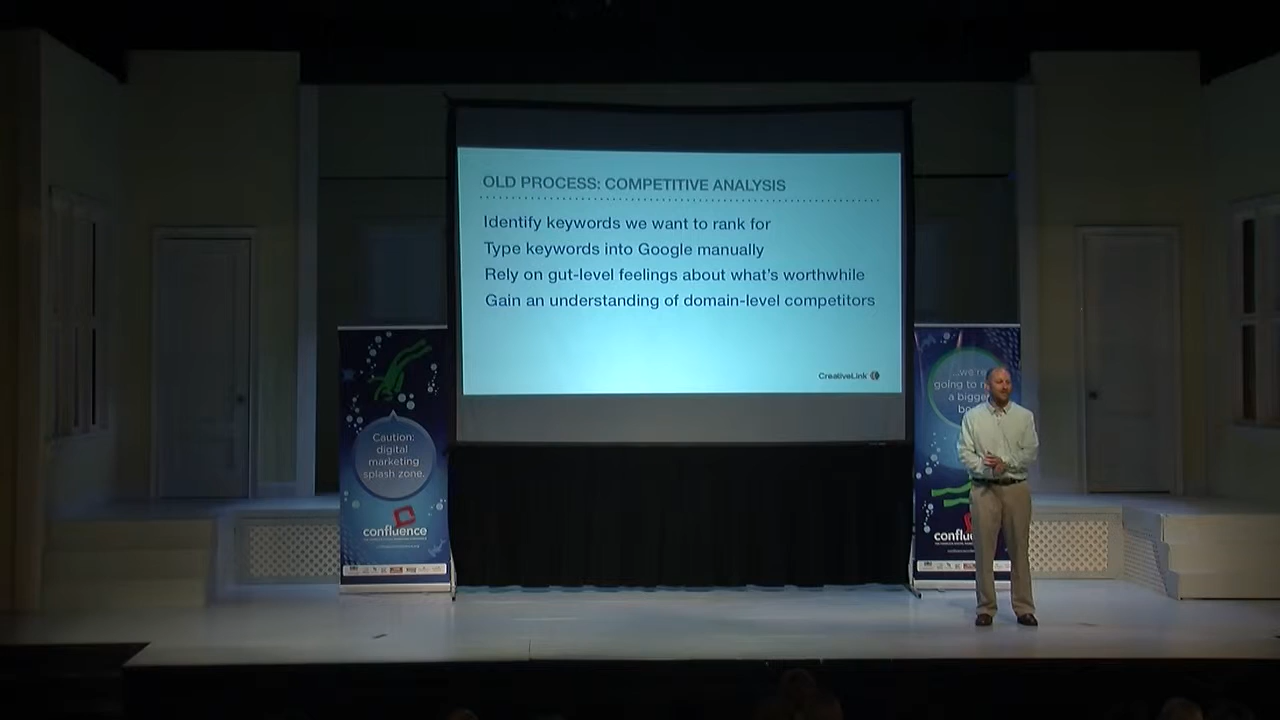 OLD PROCESS: COMPETITIVE ANALYSIS
Identify keywords we want to rank for
Type keywords into Google manually
Rely on gut-level feelings about what's worthwhile
Gain an understanding of domain-level competitors
CreativeLink
Caution:
digital
marketing
splash zone.
confluence
...we're
going to
a bigger